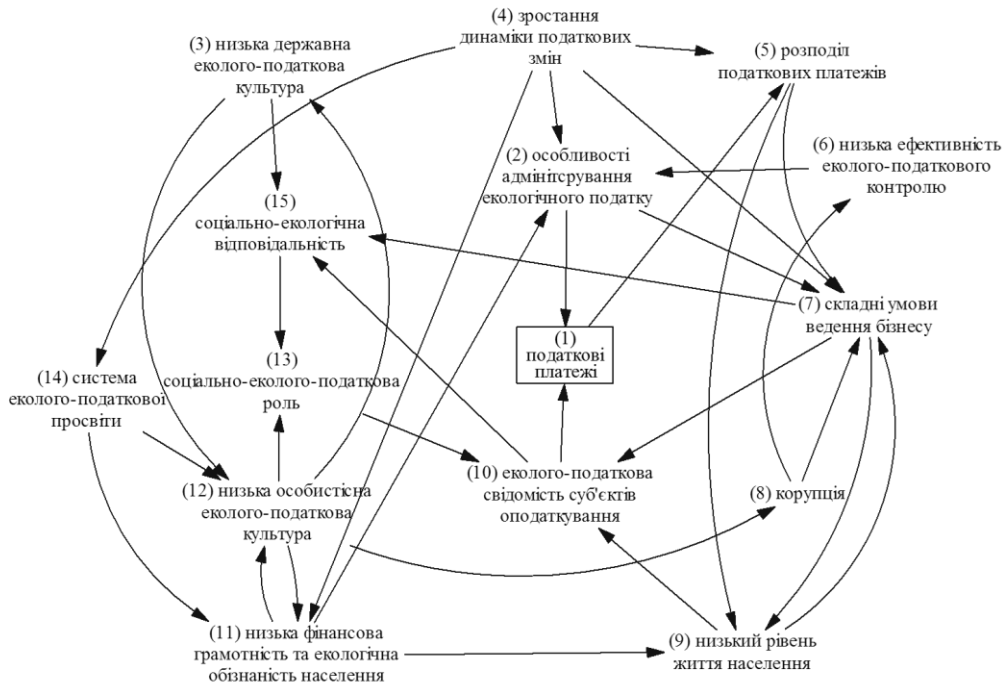 (4) зростання
динаміки податкових
змін
(3) низька державна
еколого-податкова
культура
(5) розподіл
податкових платежів
(2) особливості
адмінітсрування
екологічного податку
(6) низька ефективність
еколого-податкового
контролю
(15)
соціально-екологічна
відповідальність
(7) складні умови
ведення бізнесу
(1)
податкові
платежі
(13)
соціально-еколого-податкова
роль
(14) система
еколого-податкової
просвіти
(10) еколого-податкова
свідомість суб'єктів
оподаткування
(12) низька особистісна
еколого-податкова
культура
(8) корупція
(11) низька фінансова
грамотність та екологічна
обізнаність населення
(9) низький рівень
життя населення